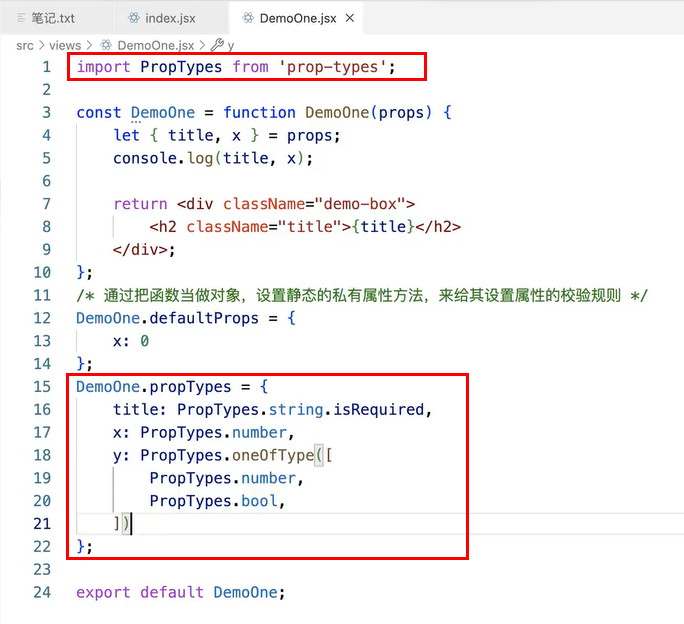 笔记.txt index.jsx DemoOne.jsx ×
src > views > DemoOne.jsx > y
1 import PropTypes from 'prop-types';
2
3 const DemoOne = function DemoOne(props) {
4 let { title, x } = props;
5 console.log(title, x);
6
7 return <div className="demo-box">
8 <h2 className="title">{title}</h2>
9 </div>;
10 };
11 /* 通过把函数当做对象，设置静态的私有属性方法，来给其设置属性的校验规则 */
12 DemoOne.defaultProps = {
13 x: 0
14 };
15 DemoOne.propTypes = {
16 title: PropTypes.string.isRequired,
17 x: PropTypes.number,
18 y: PropTypes.oneOfType([
19 PropTypes.number,
20 PropTypes.bool,
21 ])
22 };
23
24 export default DemoOne;